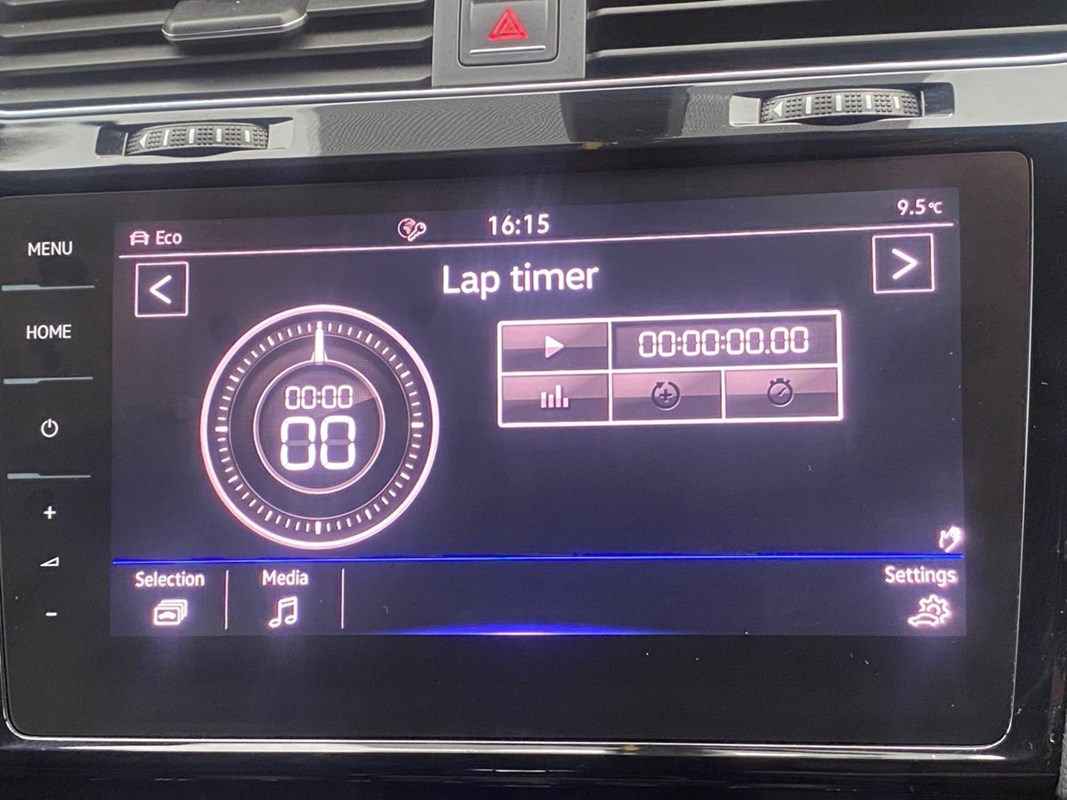 MENU
HOME
Eco
16:15
9.5°C
Lap timer
00:00
00
00:00:00.00
Selection
Media
Settings